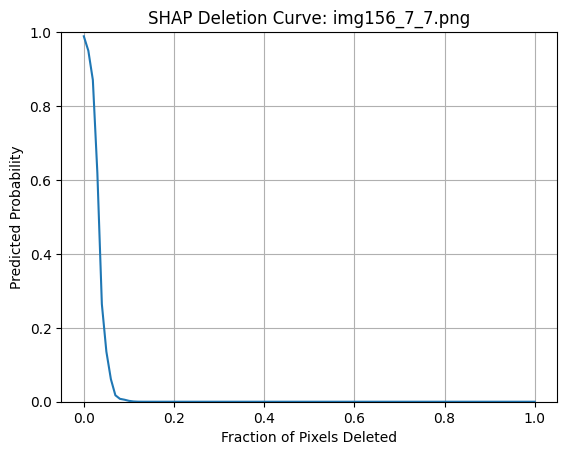 SHAP Deletion Curve: img156_7_7.png
Predicted Probability
1.0
0.8
0.6
0.4
0.2
0.0
0.0 0.2 0.4 0.6 0.8 1.0
Fraction of Pixels Deleted